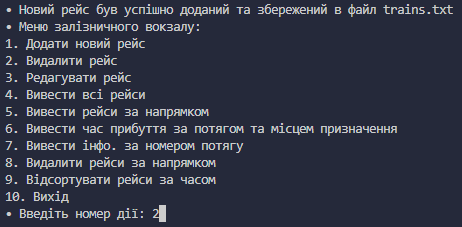 • Новий рейс був успішно доданий та збережений в файл trains.txt
• Меню залізничного вокзалу:
1. Додати новий рейс
2. Видалити рейс
3. Редагувати рейс
4. Вивести всі рейси
5. Вивести рейси за напрямком
6. Вивести час прибуття за потягом та місцем призначення
7. Вивести інфо. за номером потягу
8. Видалити рейси за напрямком
9. Відсортувати рейси за часом
10. Вихід
• Введіть номер дії: 2